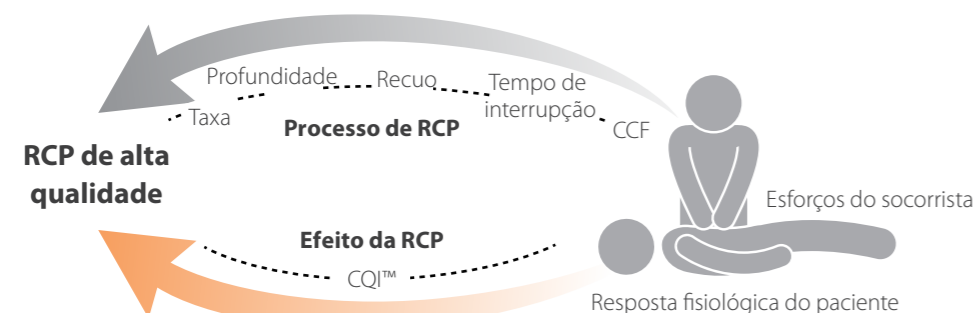 Profundidade
Recuo
Tempo de
interrupção
Taxa
CCF
Processo de RCP
RCP de alta
qualidade
Esforços do socorrista
Efeito da RCP
CQI™
Resposta fisiológica do paciente